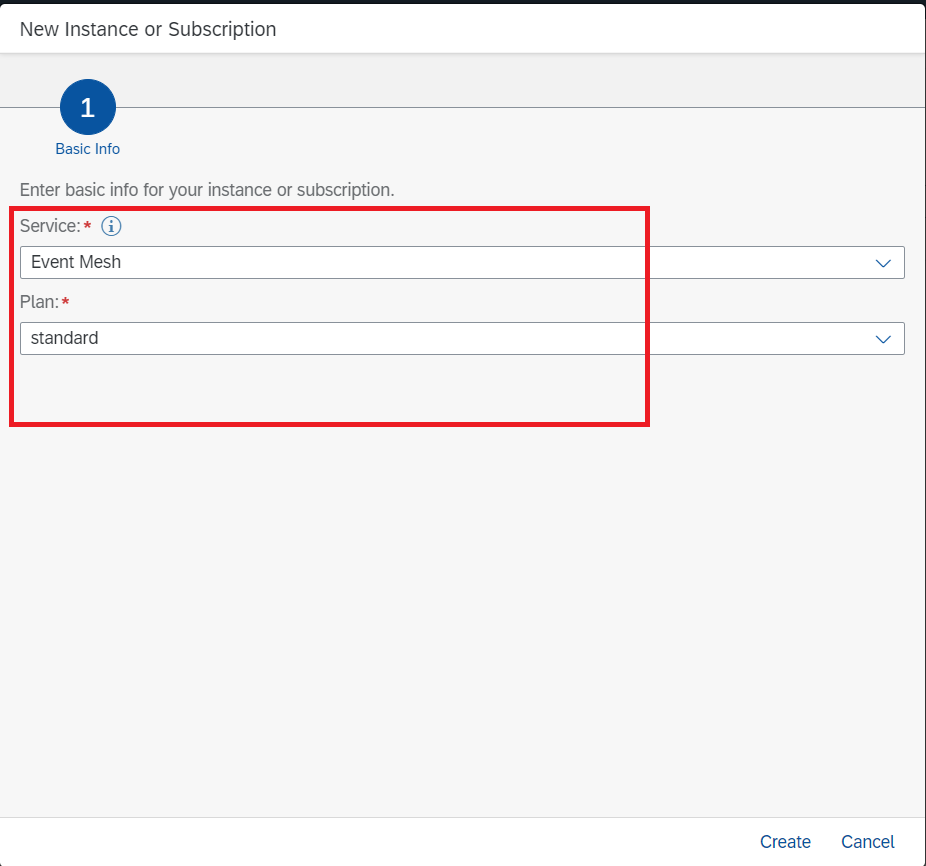 New Instance or Subscription
1
Basic Info
Enter basic info for your instance or subscription.
Service:*
Event Mesh
Plan:*
standard
Create Cancel